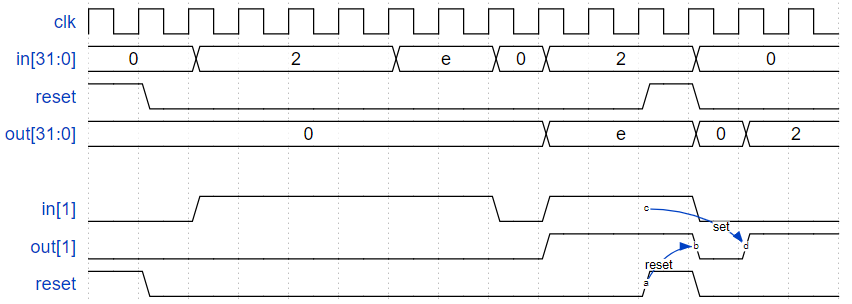 clk
in[31:0] 0 2 e 0 2 0
reset
out[31:0] 0 e 0 2
in[1] c
set
out[1] b d
reset
reset a